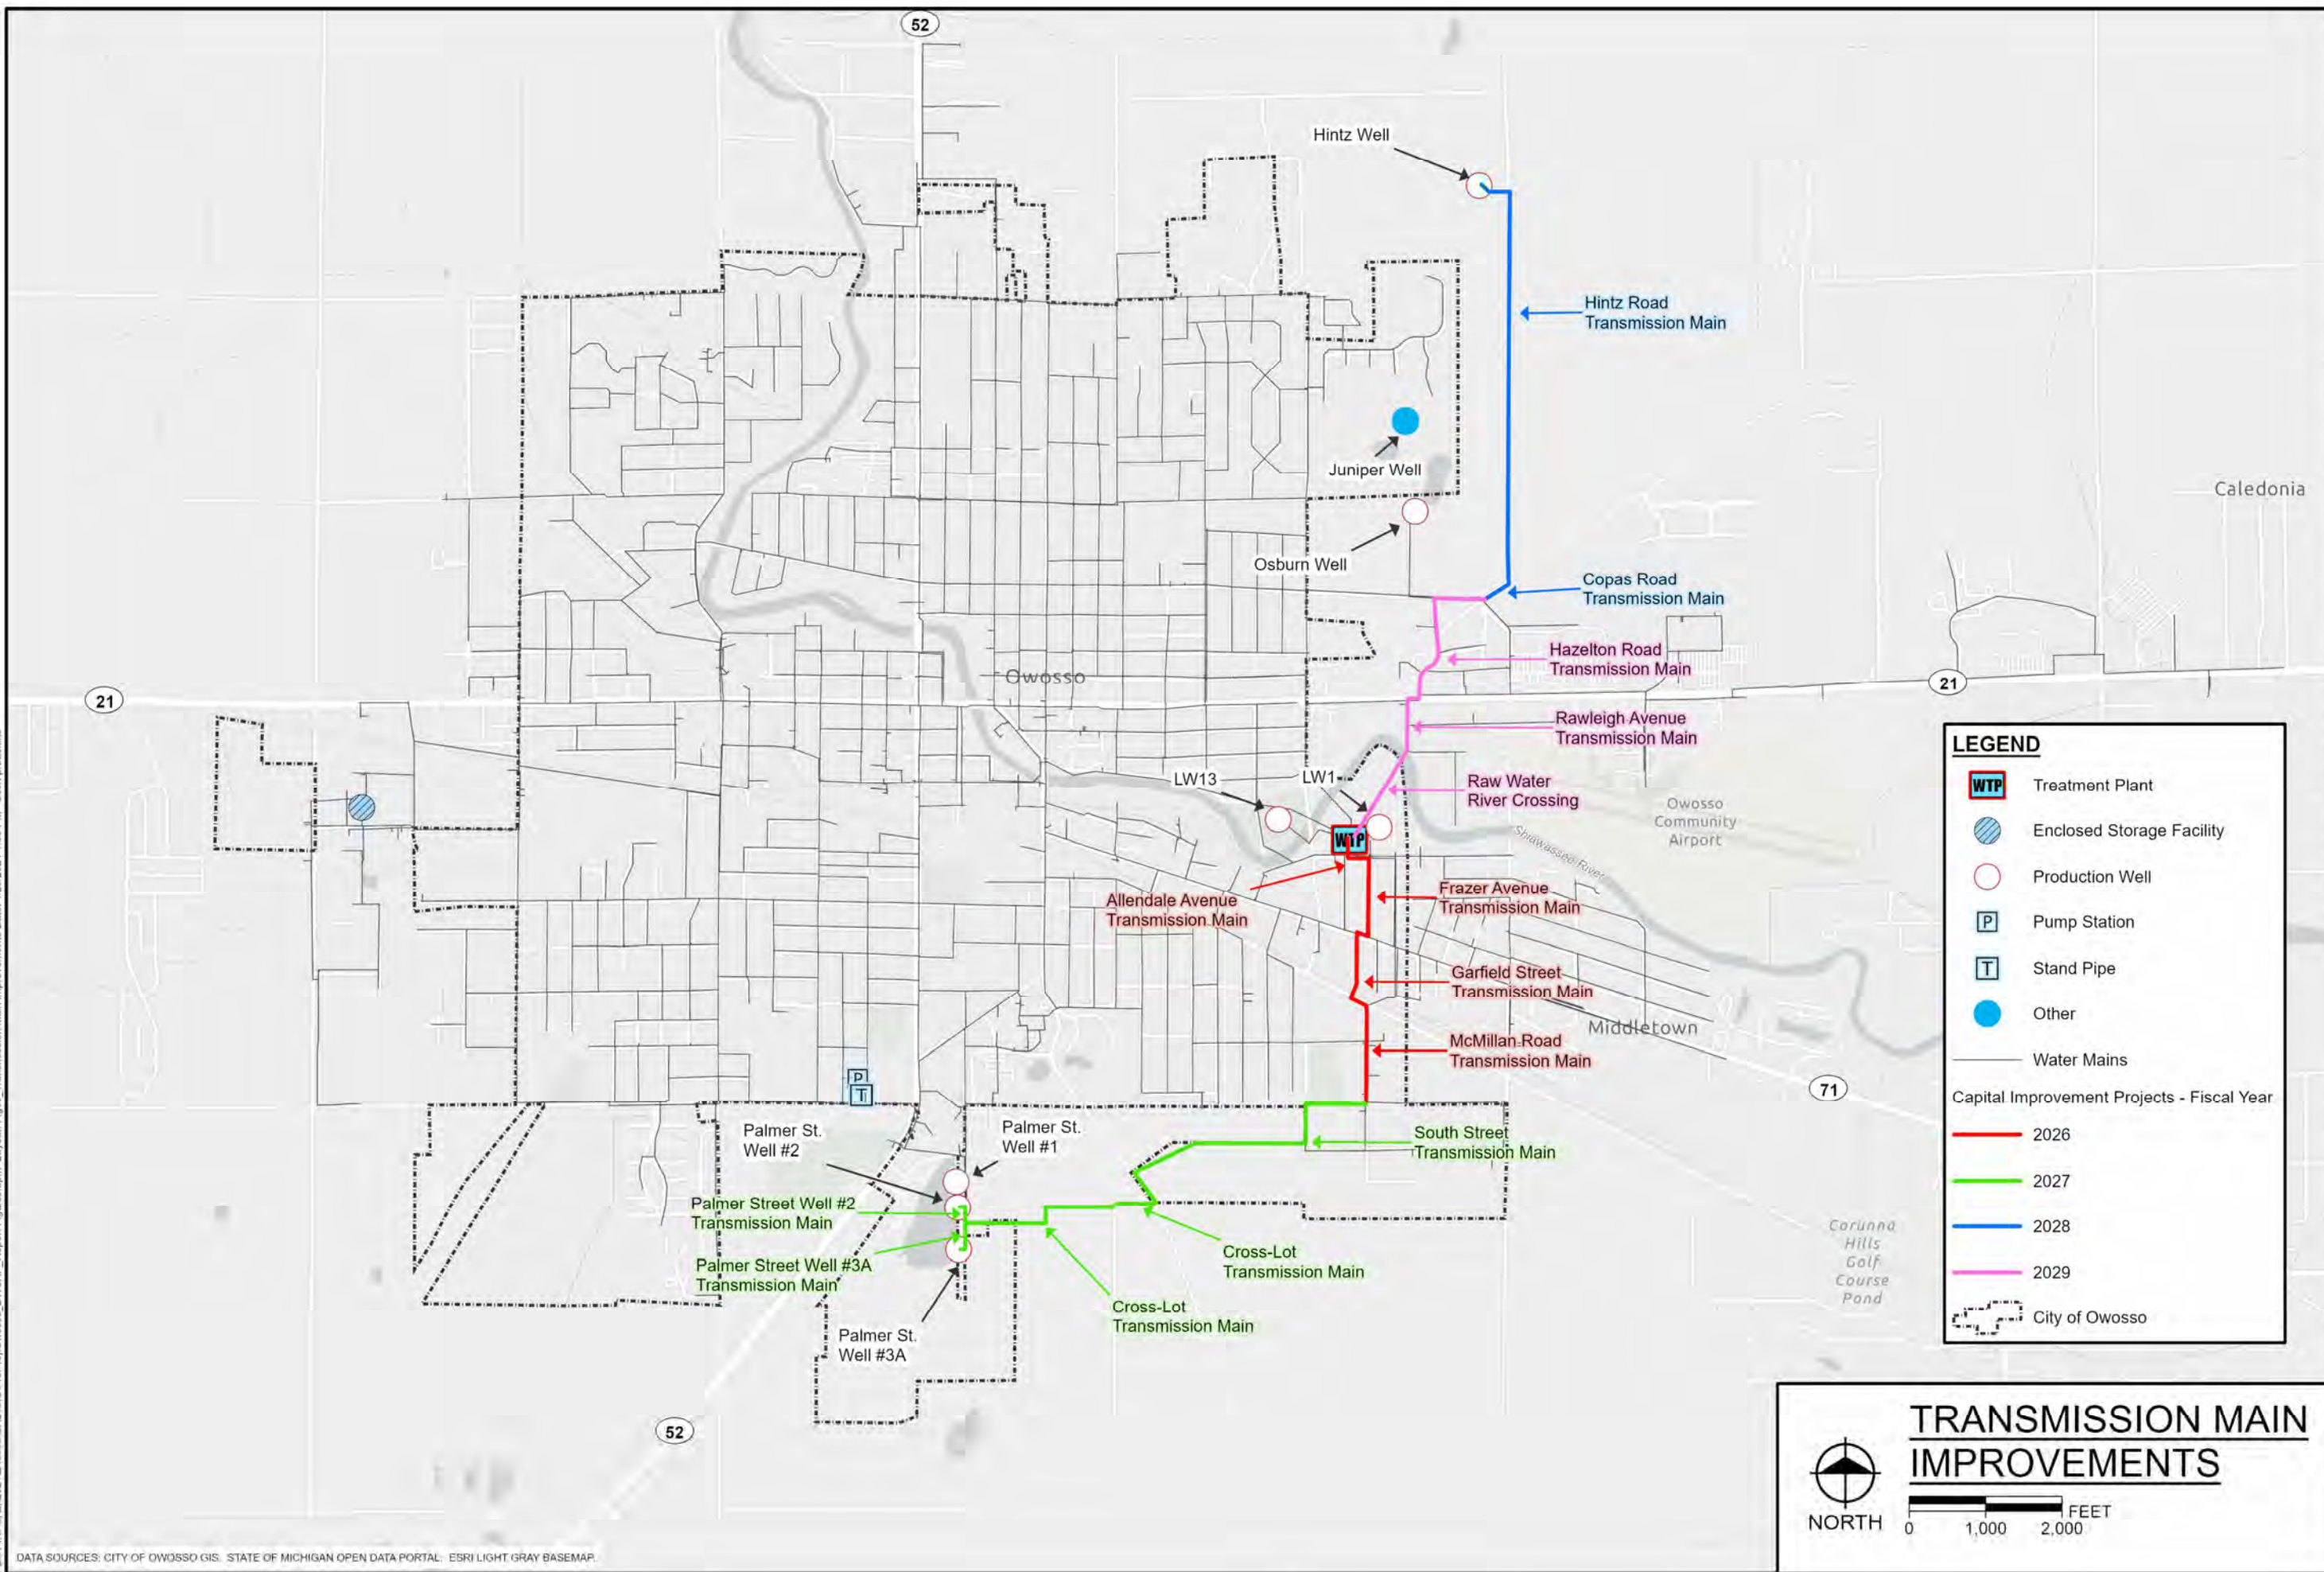 52
Hintz Well
Hintz Road
Transmission Main
Juniper Well
Caledonia
Osburn Well
Copas Road
Transmission Main
Hazelton Road
Transmission Main
Owosso
21
21
Rawleigh Avenue
Transmission Main
LW13
LW1
Raw Water
River Crossing
Owosso
Community
Airport
WTP
Shiawassee River
Allendale Avenue
Transmission Main
Frazer Avenue
Transmission Main
Garfield Street
Transmission Main
Middletown
McMillan Road
Transmission Main
P
T
71
Palmer St.
Well #2
Palmer St.
Well #1
South Street
Transmission Main
Palmer Street Well #2
Transmission Main
Palmer Street Well #3A
Transmission Main
Cross-Lot
Transmission Main
Cross-Lot
Transmission Main
Palmer St.
Well #3A
Corunna
Hills
Golf
Course
Pond
52
LEGEND
WTP Treatment Plant
Enclosed Storage Facility
Production Well
P Pump Station
T Stand Pipe
Other
Water Mains
Capital Improvement Projects - Fiscal Year
2026
2027
2028
2029
City of Owosso
TRANSMISSION MAIN
IMPROVEMENTS
NORTH
FEET
0 1,000 2,000
DATA SOURCES: CITY OF OWOSSO GIS. STATE OF MICHIGAN OPEN DATA PORTAL. ESRI LIGHT GRAY BASEMAP.